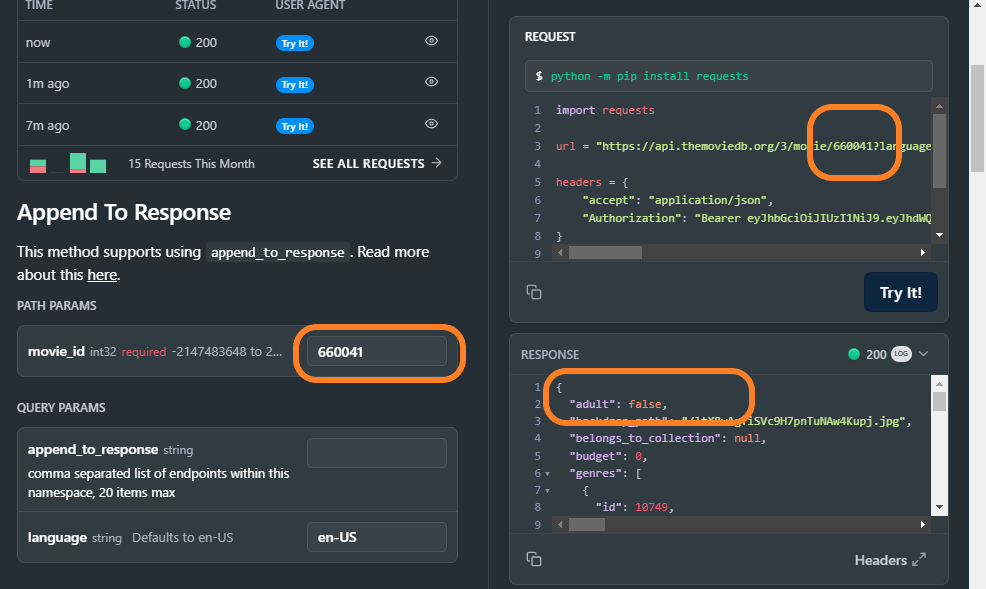 TIME STATUS USER AGENT
now 200 Try It!
1m ago 200 Try It!
7m ago 200 Try It!
15 Requests This Month SEE ALL REQUESTS →
Append To Response
This method supports using append_to_response. Read more
about this here.
PATH PARAMS
movie_id int32 required -2147483648 to 2... 660041
QUERY PARAMS
append_to_response string
comma separated list of endpoints within this
namespace, 20 items max
language string Defaults to en-US en-US
REQUEST
$ python -m pip install requests
1 import requests
2
3 url = "https://api.themoviedb.org/3/movie/660041?language
4
5 headers = {
6 "accept": "application/json",
7 "Authorization": "Bearer eyJhbGciOiJIUzI1NiJ9.eyJhdWQ
8 }
9
Try It!
RESPONSE 200 LOG
1 {
2 "adult": false,
3 SVc9H7pnTuNAw4Kupj.jpg",
4 "belongs_to_collection": null,
5 "budget": 0,
6 "genres": [
7 {
8 "id": 10749,
9
Headers